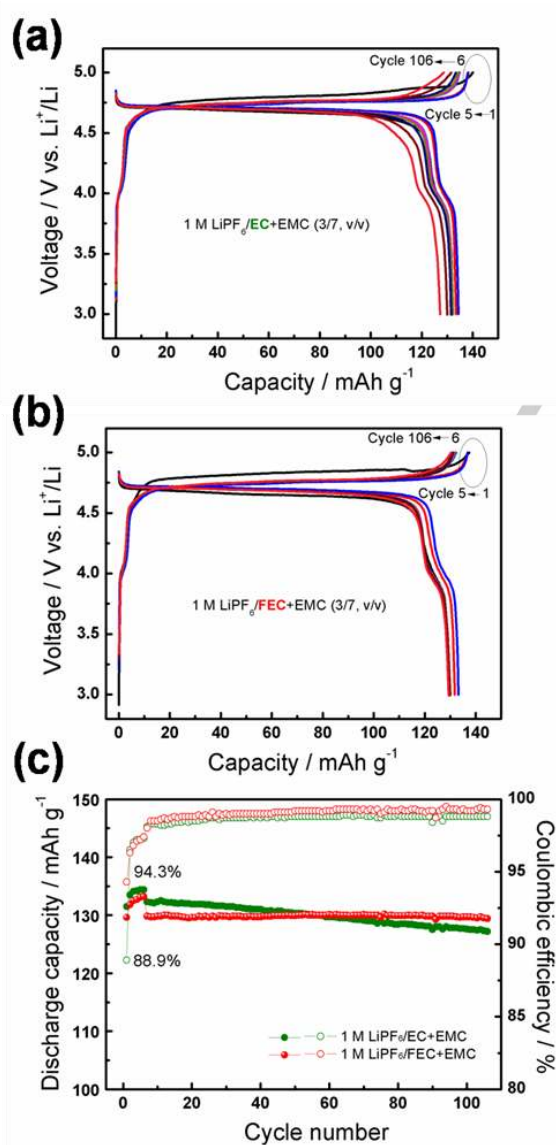 (a)
5.0
4.5
4.0
3.5
3.0
Voltage / V vs. Li⁺/Li
Cycle 106←6
Cycle 5←1
1 M LiPF₆/EC+EMC (3/7, v/v)
0 20 40 60 80 100 120 140
Capacity / mAh g⁻¹
(b)
5.0
4.5
4.0
3.5
3.0
Voltage / V vs. Li⁺/Li
Cycle 106←6
Cycle 5←1
1 M LiPF₆/FEC+EMC (3/7, v/v)
0 20 40 60 80 100 120 140
Capacity / mAh g⁻¹
(c)
150
140
130
120
110
100
Discharge capacity / mAh g⁻¹
94.3%
88.9%
1 M LiPF₆/EC+EMC
1 M LiPF₆/FEC+EMC
100
95
90
85
80
Coulombic efficiency / %
0 20 40 60 80 100
Cycle number